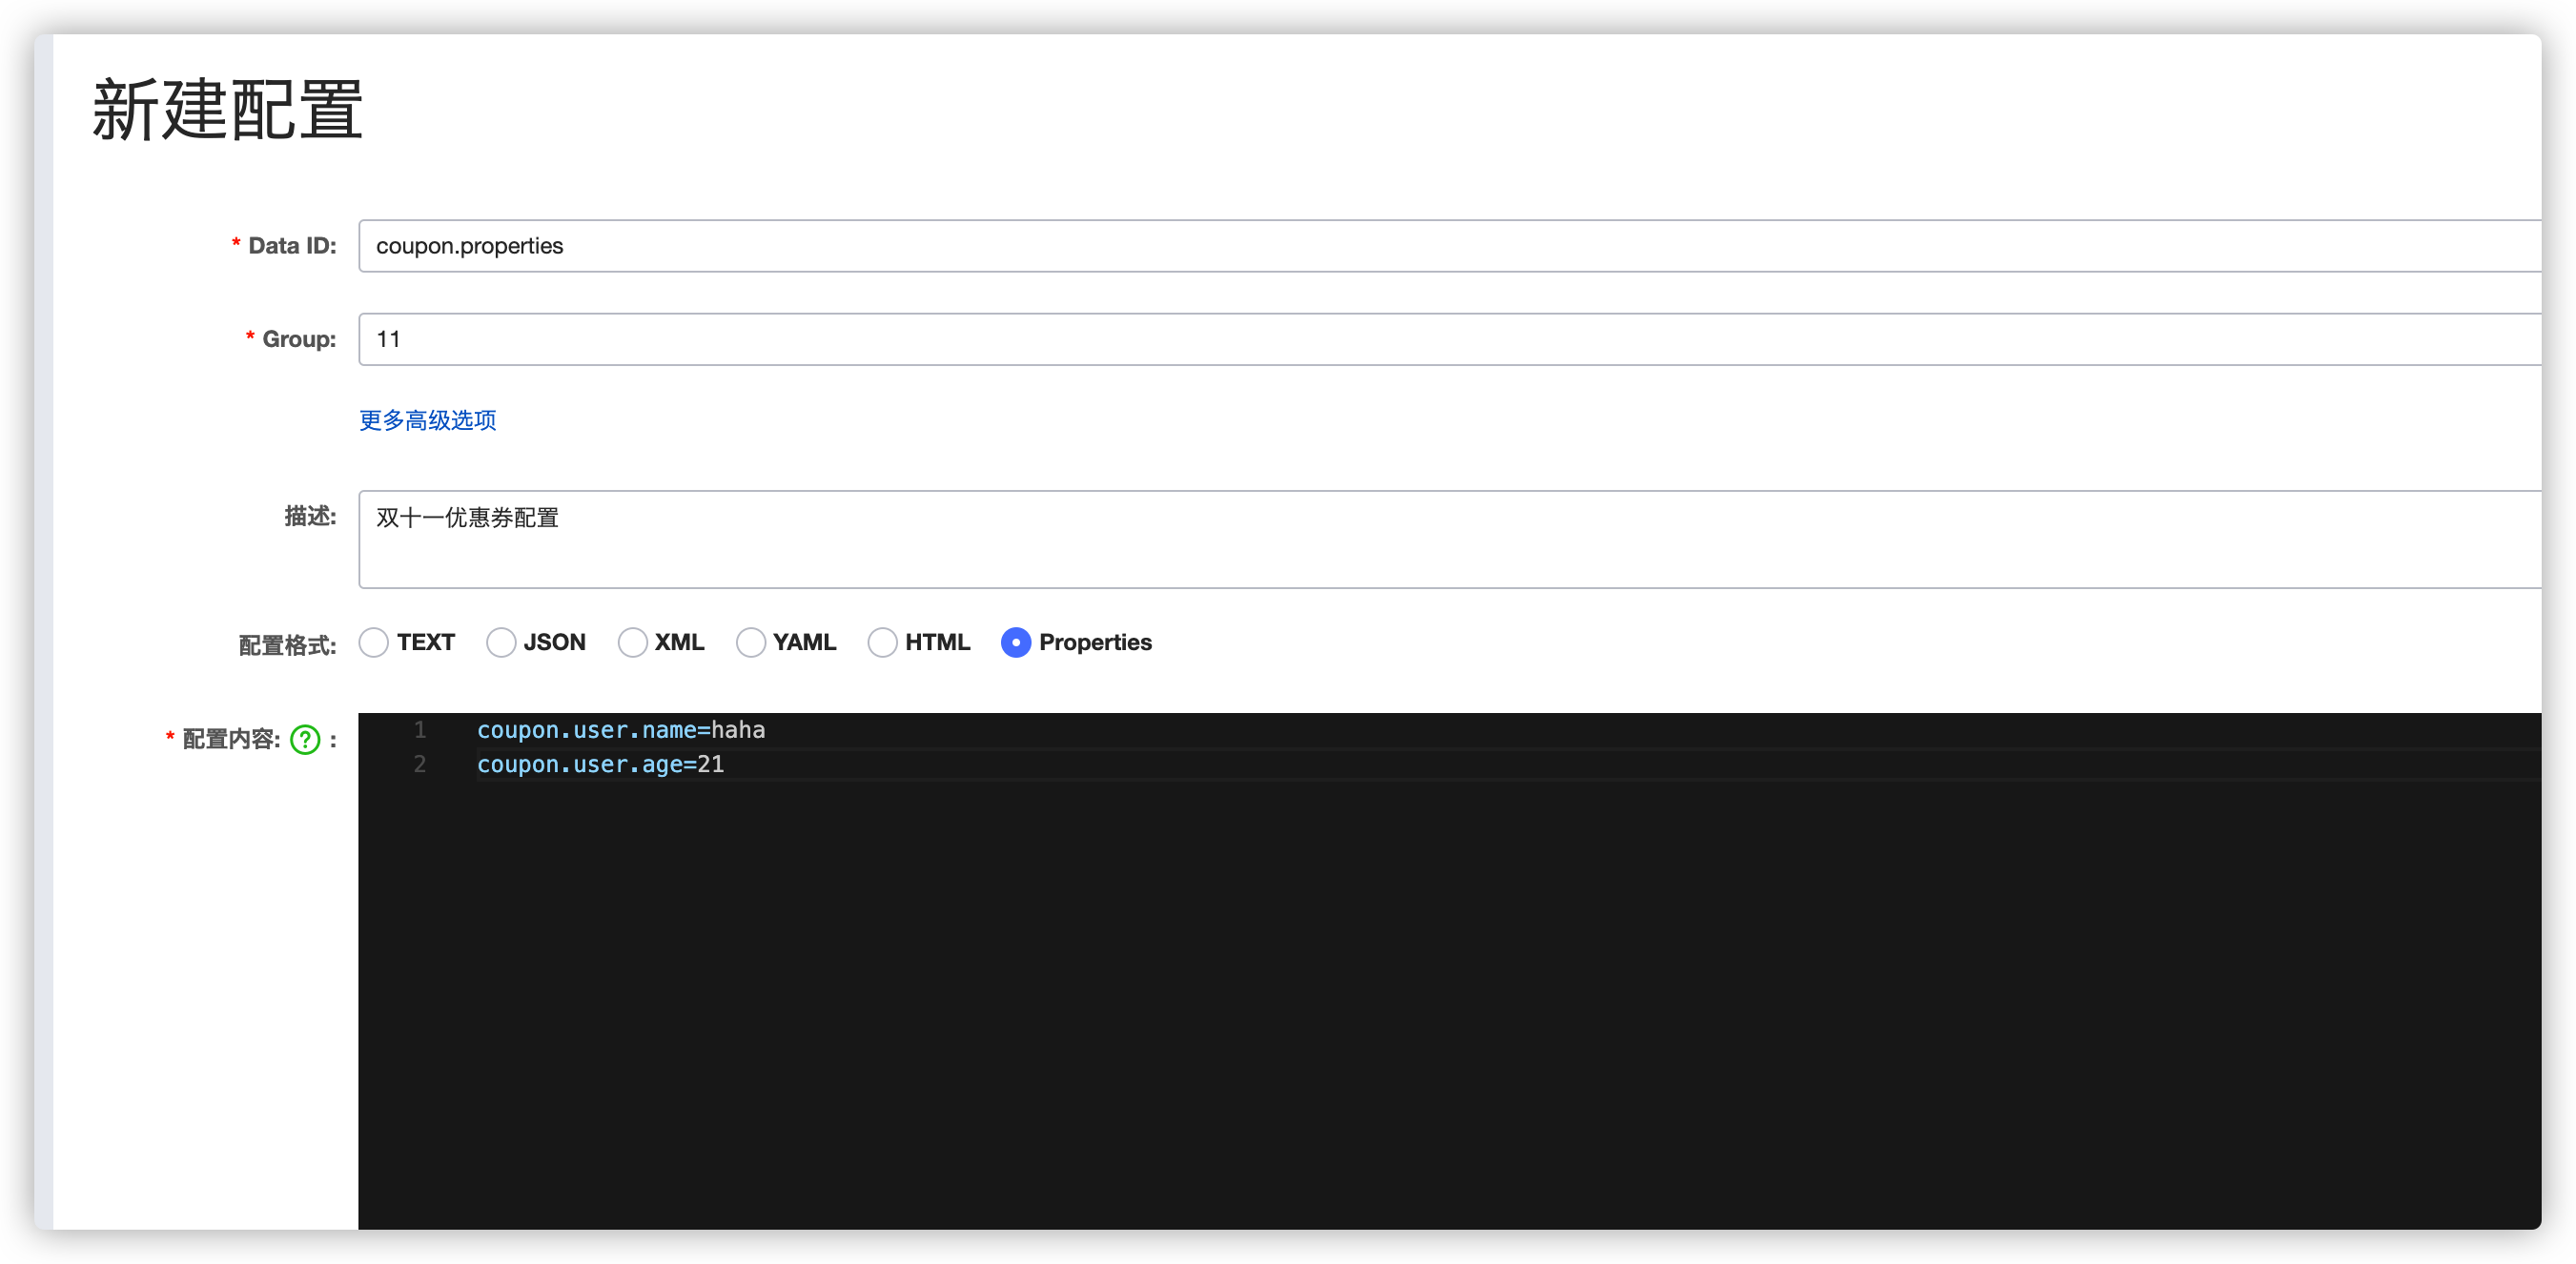 新建配置
* Data ID: coupon.properties
* Group: 11
更多高级选项
描述: 双十一优惠券配置
配置格式: TEXT JSON XML YAML HTML Properties
* 配置内容: ? :
1 coupon.user.name=haha
2 coupon.user.age=21